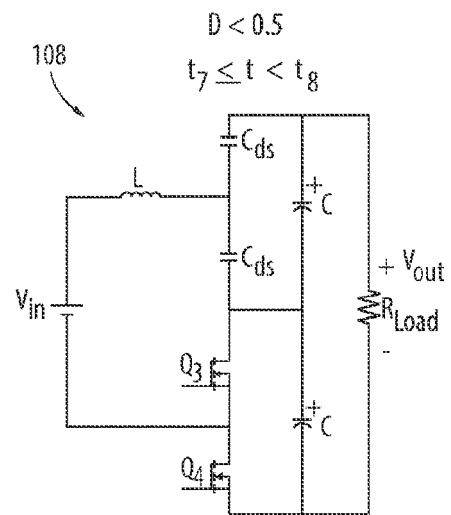 D < 0.5
t7 ≤ t < t8
108
Cds
L
+
C
Cds
Vin
+ Vout
RLoad
-
Q3
+
C
Q4